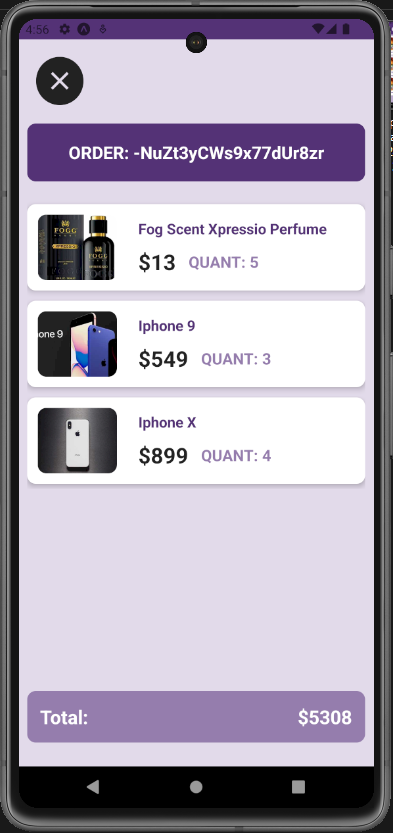 4:56
ORDER: -NuZt3yCWs9x77dUr8zr
FOGG
FOGG
Fog Scent Xpressio Perfume
$13 QUANT: 5
one 9
Iphone 9
$549 QUANT: 3
Iphone X
$899 QUANT: 4
Total: $5308